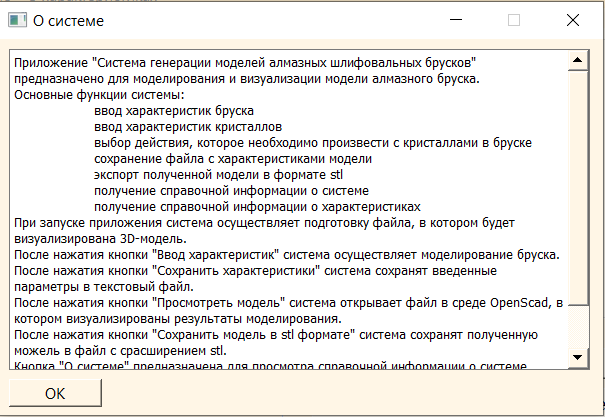 О системе
Приложение "Система генерации моделей алмазных шлифовальных брусков"
предназначено для моделирования и визуализации модели алмазного бруска.
Основные функции системы:
ввод характеристик бруска
ввод характеристик кристаллов
выбор действия, которое необходимо произвести с кристаллами в бруске
сохранение файла с характеристиками модели
экспорт полученной модели в формате stl
получение справочной информации о системе
получение справочной информации о характеристиках
При запуске приложения система осуществляет подготовку файла, в котором будет
визуализирована 3D-модель.
После нажатия кнопки "Ввод характеристик" система осуществляет моделирование бруска.
После нажатия кнопки "Сохранить характеристики" система сохранят введенные
параметры в текстовый файл.
После нажатия кнопки "Просмотреть модель" система открывает файл в среде OpenScad, в
котором визуализированы результаты моделирования.
После нажатия кнопки "Сохранить модель в stl формате" система сохранят полученную
можель в файл с срасширением stl.
Кнопка "О системе" предназначена для просмотра справочной информации о системе
OK